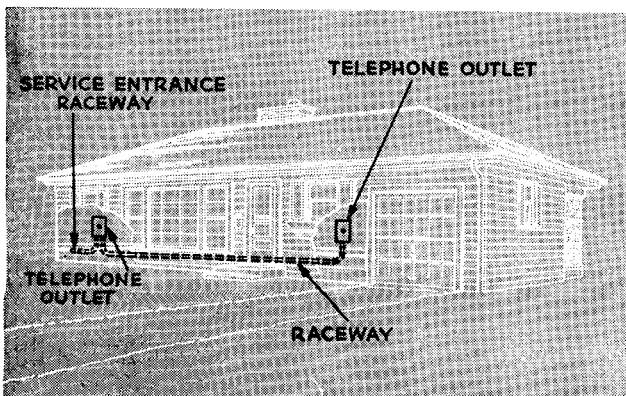 TELEPHONE OUTLET
SERVICE ENTRANCE
RACEWAY
TELEPHONE
OUTLET
RACEWAY